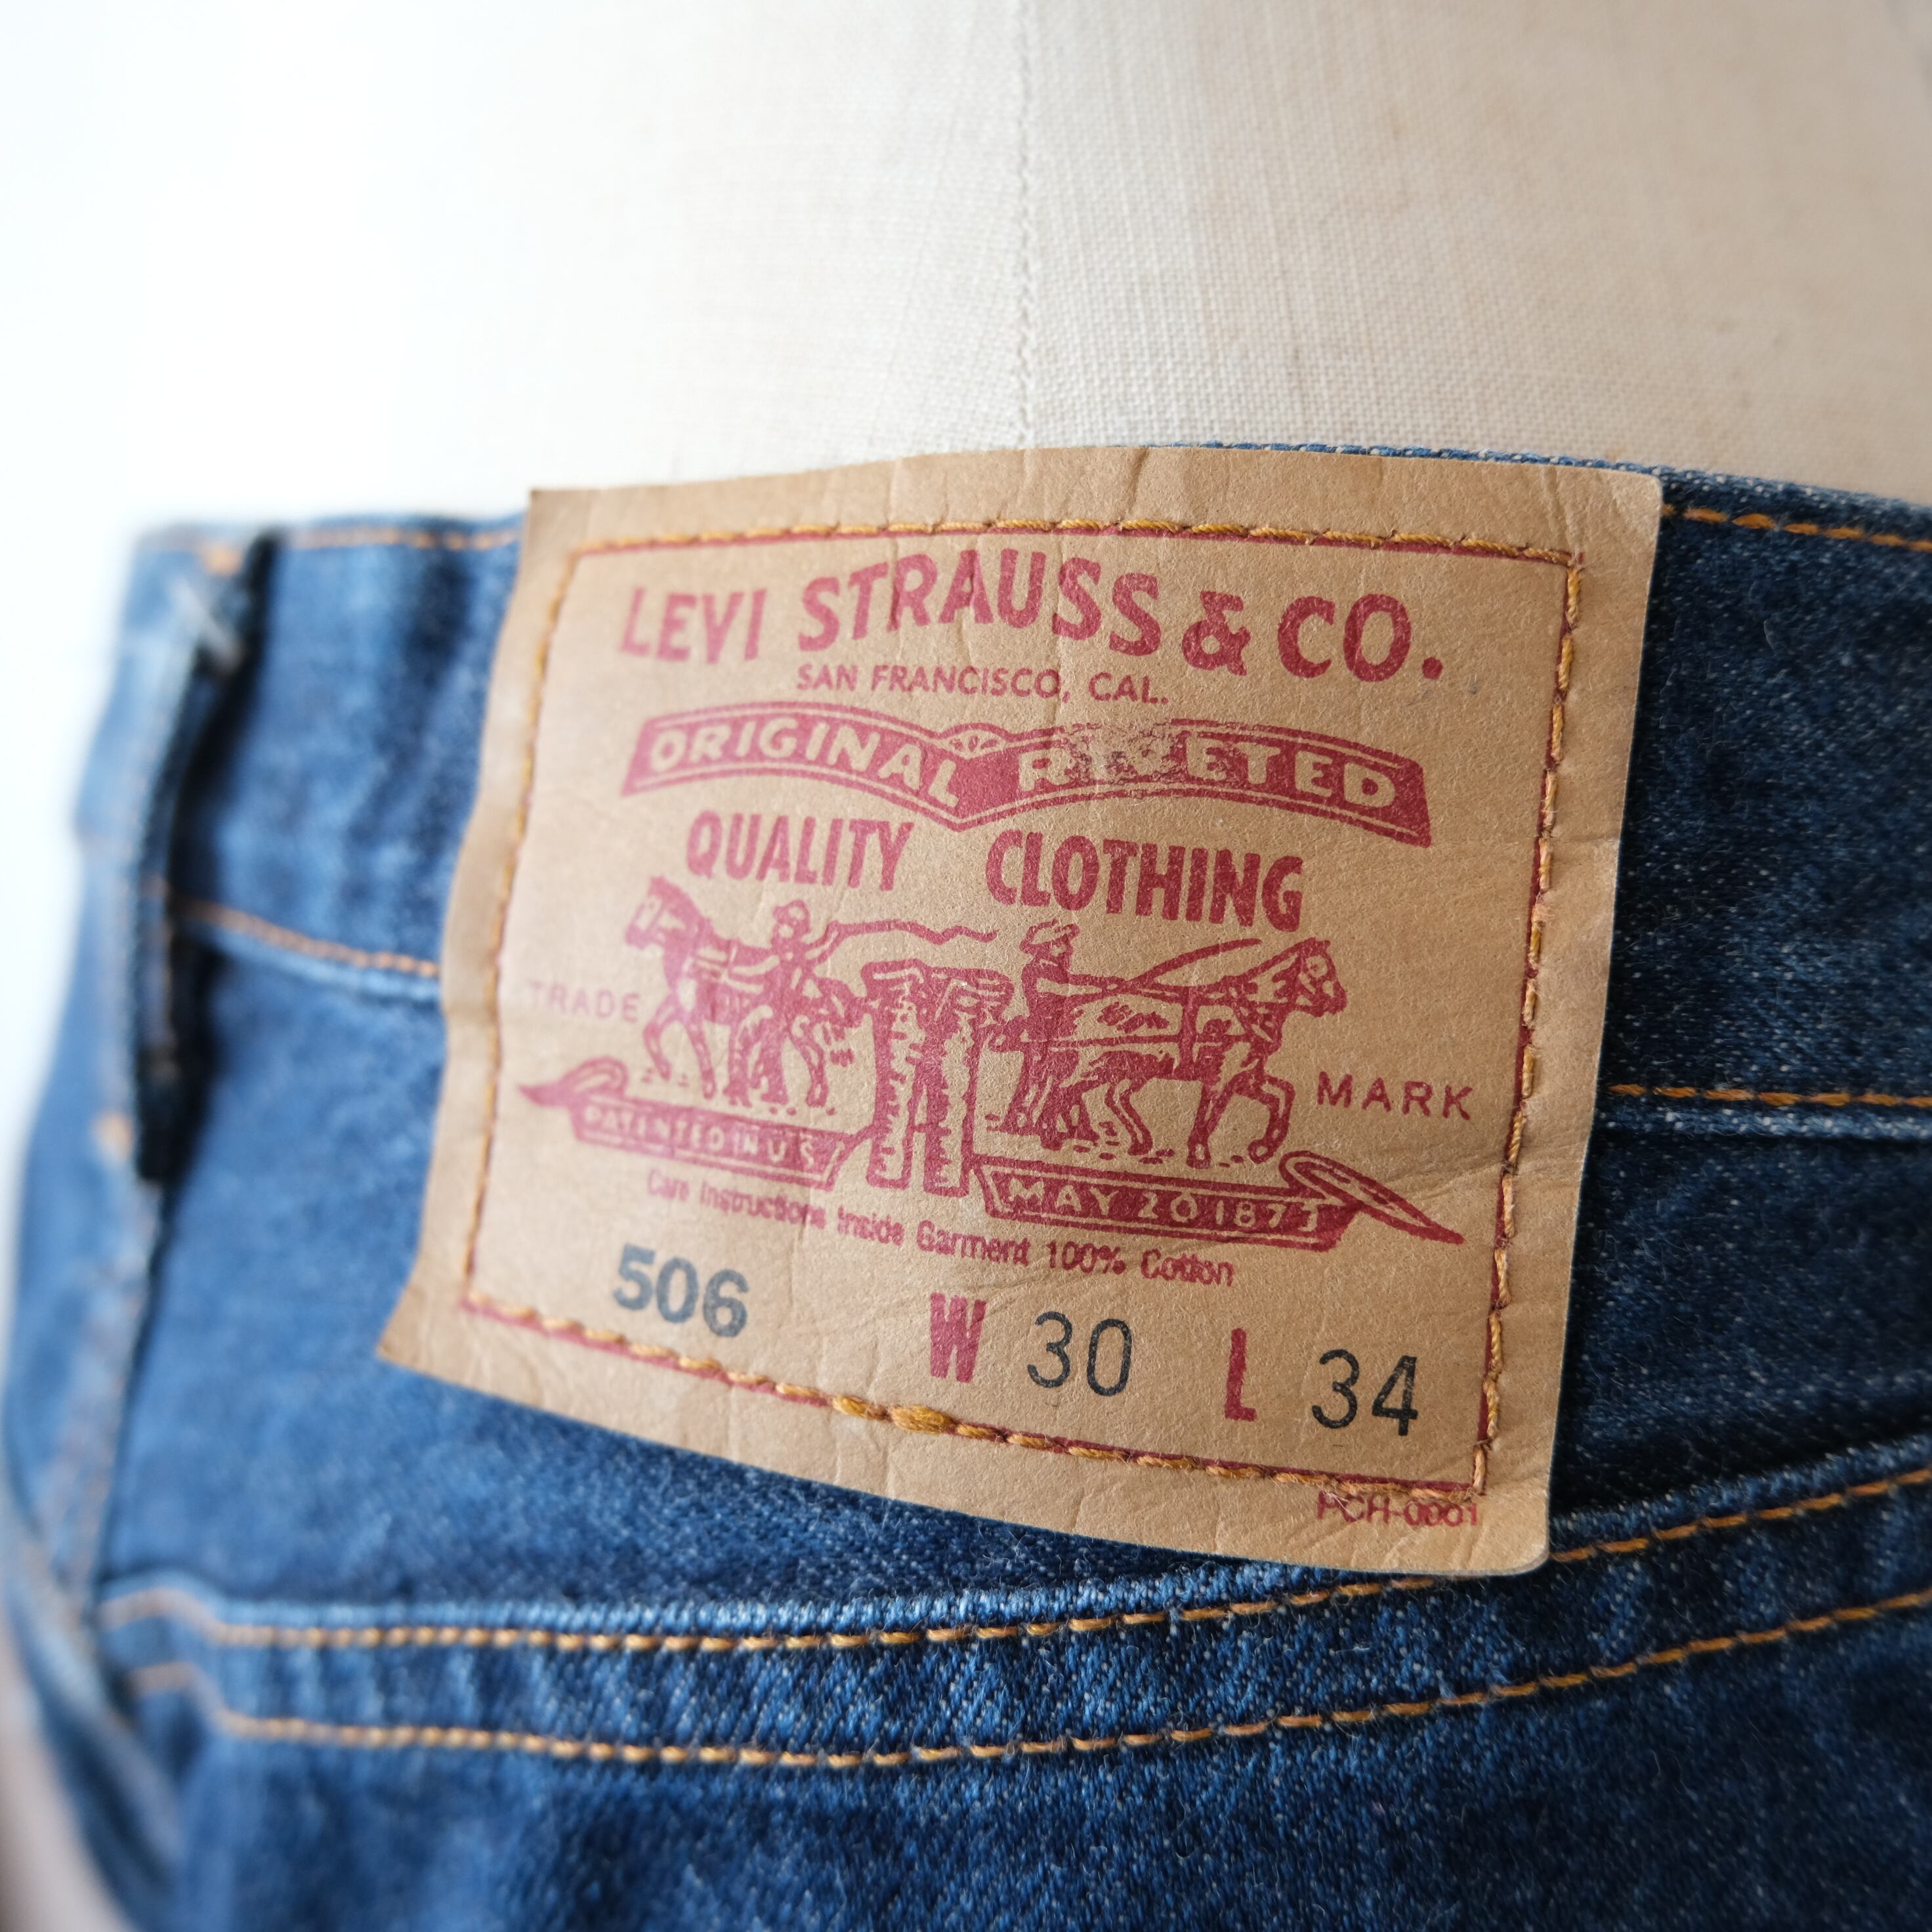 LEVI STRAUSS & CO.
SAN FRANCISCO, CAL.
ORIGINAL RIVETED
QUALITY CLOTHING
TRADE MARK
PATENTED IN U.S. MAY 20 1873
Care Instructions Inside Garment 100% Cotton
506 W 30 L 34
PCH-0001